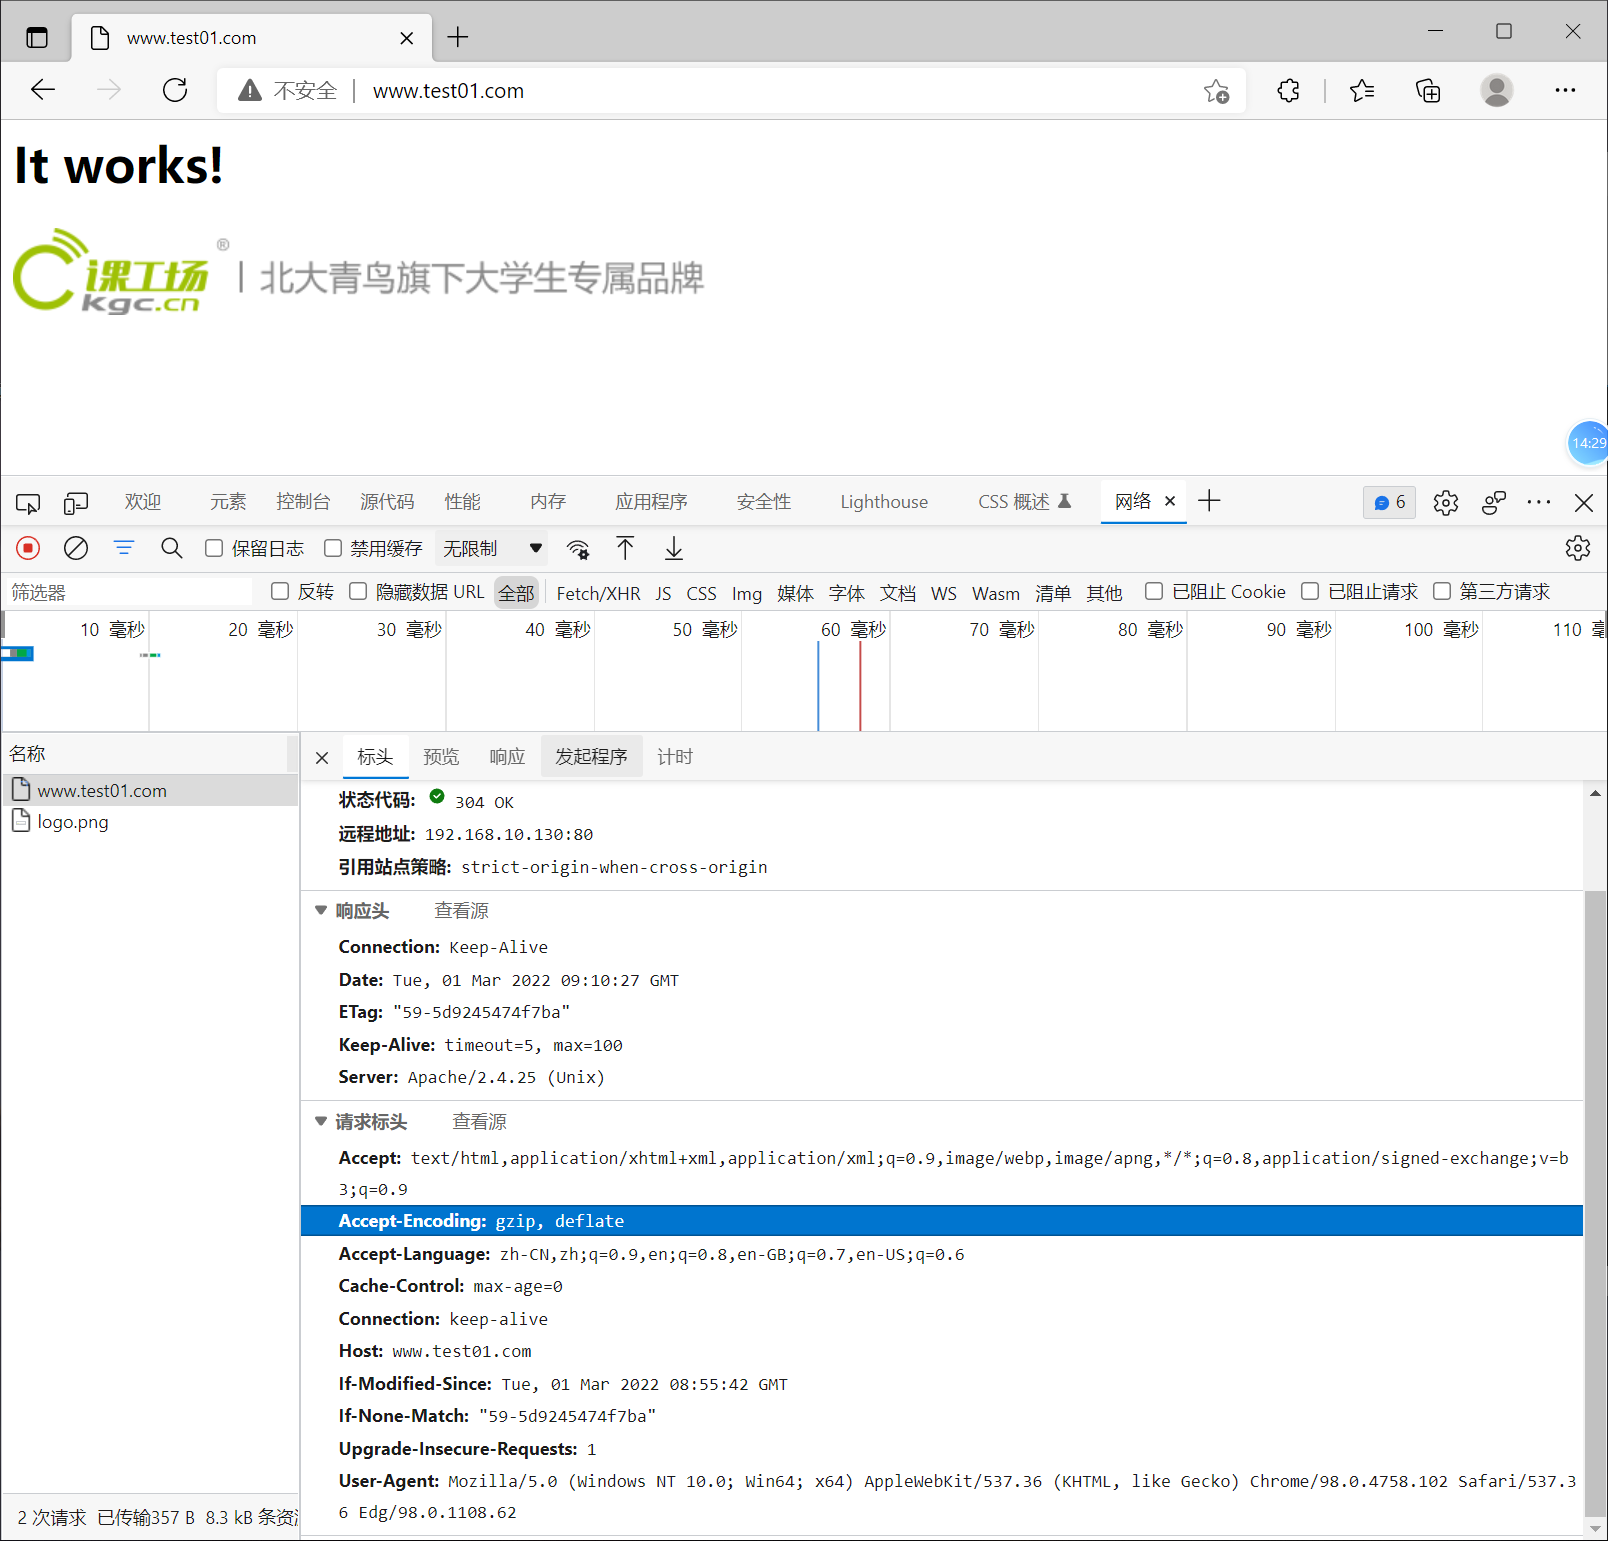 www.test01.com
不安全 www.test01.com
It works!
课工场 ®
kgc.cn
北大青鸟旗下大学生专属品牌
14:29
欢迎 元素 控制台 源代码 性能 内存 应用程序 安全性 Lighthouse CSS 概述 网络 6
保留日志 禁用缓存 无限制
筛选器 反转 隐藏数据 URL 全部 Fetch/XHR JS CSS Img 媒体 字体 文档 WS Wasm 清单 其他 已阻止 Cookie 已阻止请求 第三方请求
10 毫秒 20 毫秒 30 毫秒 40 毫秒 50 毫秒 60 毫秒 70 毫秒 80 毫秒 90 毫秒 100 毫秒 110
名称
www.test01.com
logo.png
标头 预览 响应 发起程序 计时
状态代码: 304 OK
远程地址: 192.168.10.130:80
引用站点策略: strict-origin-when-cross-origin
响应头 查看源
Connection: Keep-Alive
Date: Tue, 01 Mar 2022 09:10:27 GMT
ETag: "59-5d9245474f7ba"
Keep-Alive: timeout=5, max=100
Server: Apache/2.4.25 (Unix)
请求标头 查看源
Accept: text/html,application/xhtml+xml,application/xml;q=0.9,image/webp,image/apng,*/*;q=0.8,application/signed-exchange;v=b
3;q=0.9
Accept-Encoding: gzip, deflate
Accept-Language: zh-CN,zh;q=0.9,en;q=0.8,en-GB;q=0.7,en-US;q=0.6
Cache-Control: max-age=0
Connection: keep-alive
Host: www.test01.com
If-Modified-Since: Tue, 01 Mar 2022 08:55:42 GMT
If-None-Match: "59-5d9245474f7ba"
Upgrade-Insecure-Requests: 1
User-Agent: Mozilla/5.0 (Windows NT 10.0; Win64; x64) AppleWebKit/537.36 (KHTML, like Gecko) Chrome/98.0.4758.102 Safari/537.3
6 Edg/98.0.1108.62
2 次请求 已传输357 B 8.3 kB 条资